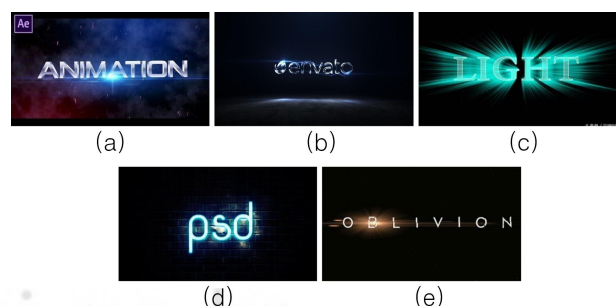 Ae
ANIMATION
envato
LIGHT
(a)
(b)
(c)
psd
OBLIVION
(d)
(e)